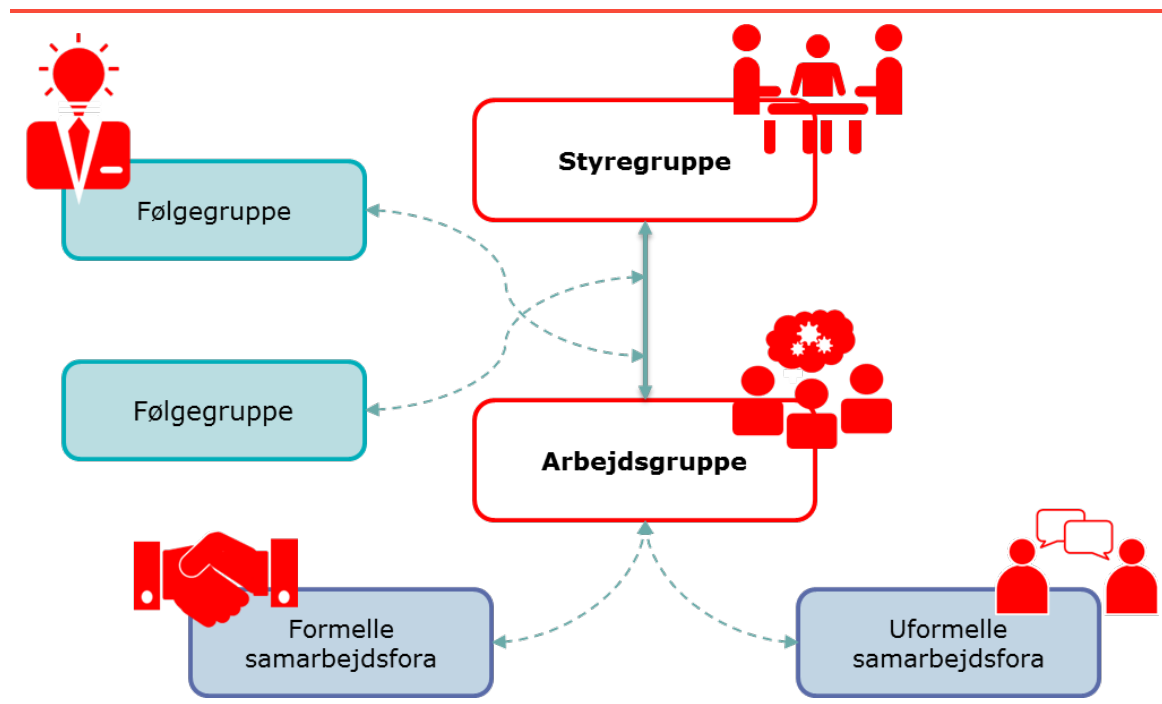 Styregruppe
Følgegruppe
Følgegruppe
Arbejdsgruppe
Formelle
samarbejdsfora
Uformelle
samarbejdsfora